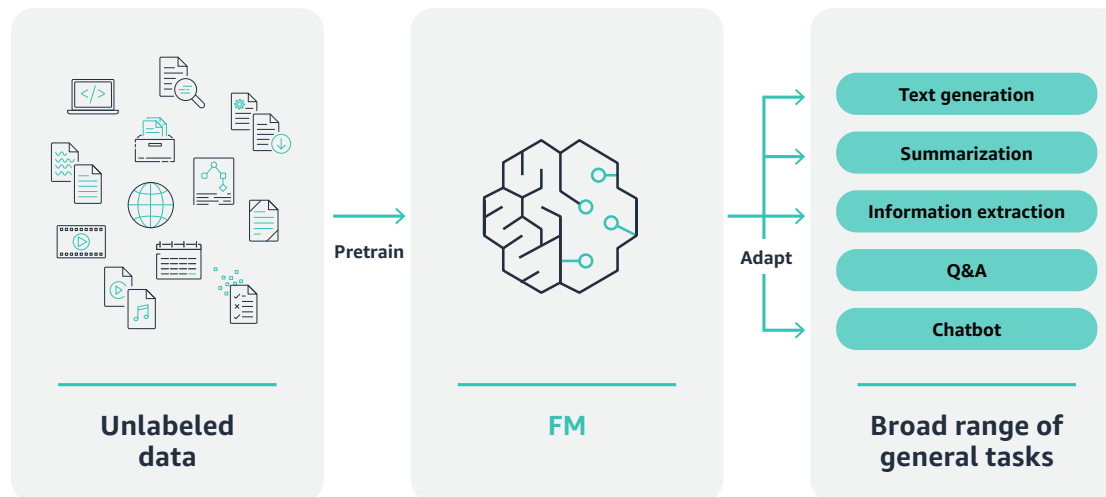 </>
Pretrain
Adapt
Text generation
Summarization
Information extraction
Q&A
Chatbot
Unlabeled
data
FM
Broad range of
general tasks